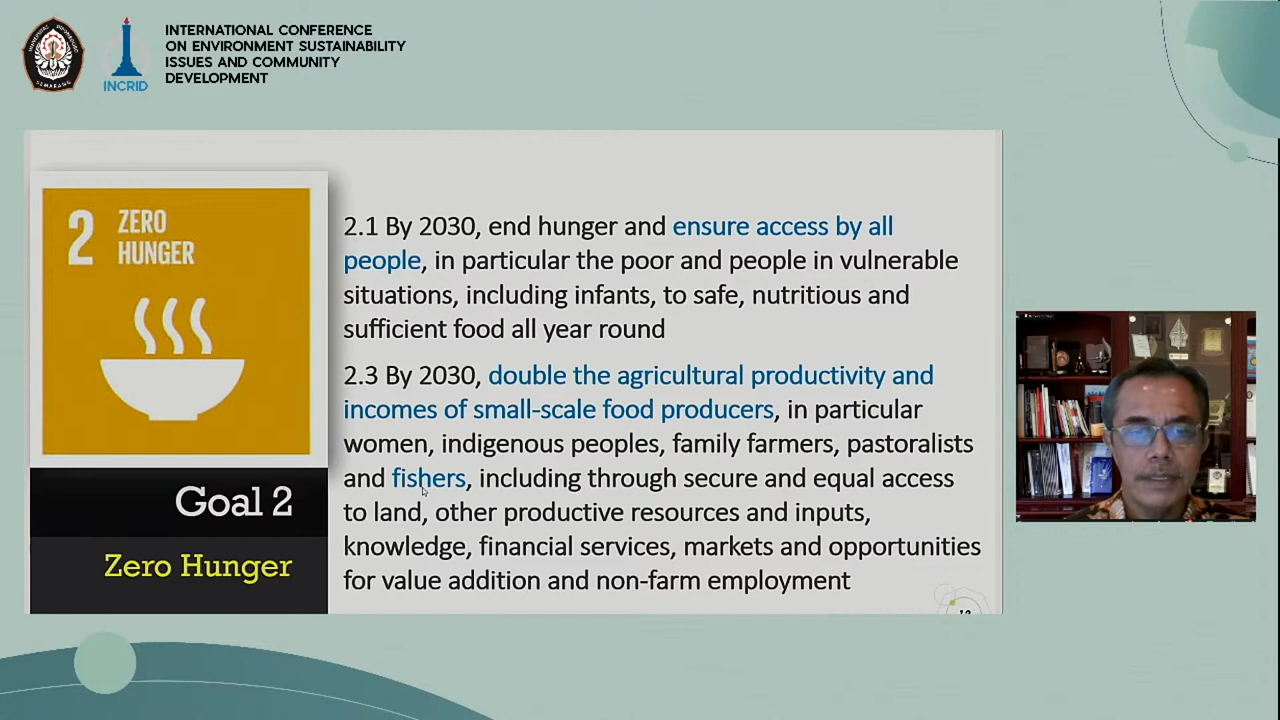 INTERNATIONAL CONFERENCE
ON ENVIRONMENT SUSTAINABILITY
ISSUES AND COMMUNITY
DEVELOPMENT
INCRID
SEMARANG
2 ZERO
HUNGER
Goal 2
Zero Hunger
2.1 By 2030, end hunger and ensure access by all
people, in particular the poor and people in vulnerable
situations, including infants, to safe, nutritious and
sufficient food all year round
2.3 By 2030, double the agricultural productivity and
incomes of small-scale food producers, in particular
women, indigenous peoples, family farmers, pastoralists
and fishers, including through secure and equal access
to land, other productive resources and inputs,
knowledge, financial services, markets and opportunities
for value addition and non-farm employment